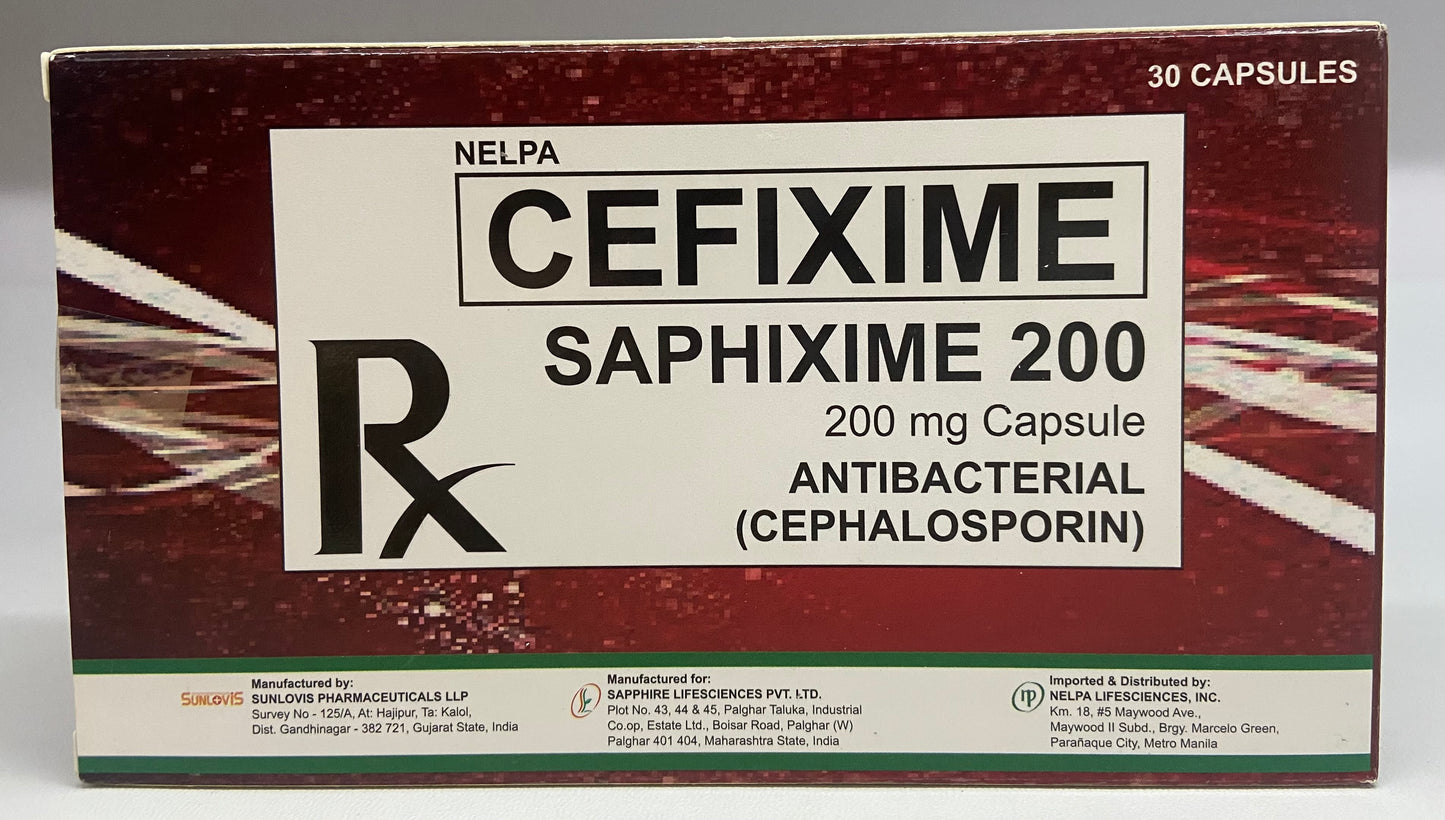 30 CAPSULES
NELPA
CEFIXIME
SAPHIXIME 200
200 mg Capsule
ANTIBACTERIAL
(CEPHALOSPORIN)
Rx
SUNLOVIS
Manufactured by:
SUNLOVIS PHARMACEUTICALS LLP
Survey No - 125/A, At: Hajipur, Ta: Kalol,
Dist. Gandhinagar - 382 721, Gujarat State, India
Manufactured for:
SAPPHIRE LIFESCIENCES PVT. LTD.
Plot No. 43, 44 & 45, Palghar Taluka, Industrial
Co.op, Estate Ltd., Boisar Road, Palghar (W)
Palghar 401 404, Maharashtra State, India
Imported & Distributed by:
NELPA LIFESCIENCES, INC.
Km. 18, #5 Maywood Ave.,
Maywood II Subd., Brgy. Marcelo Green,
Parañaque City, Metro Manila